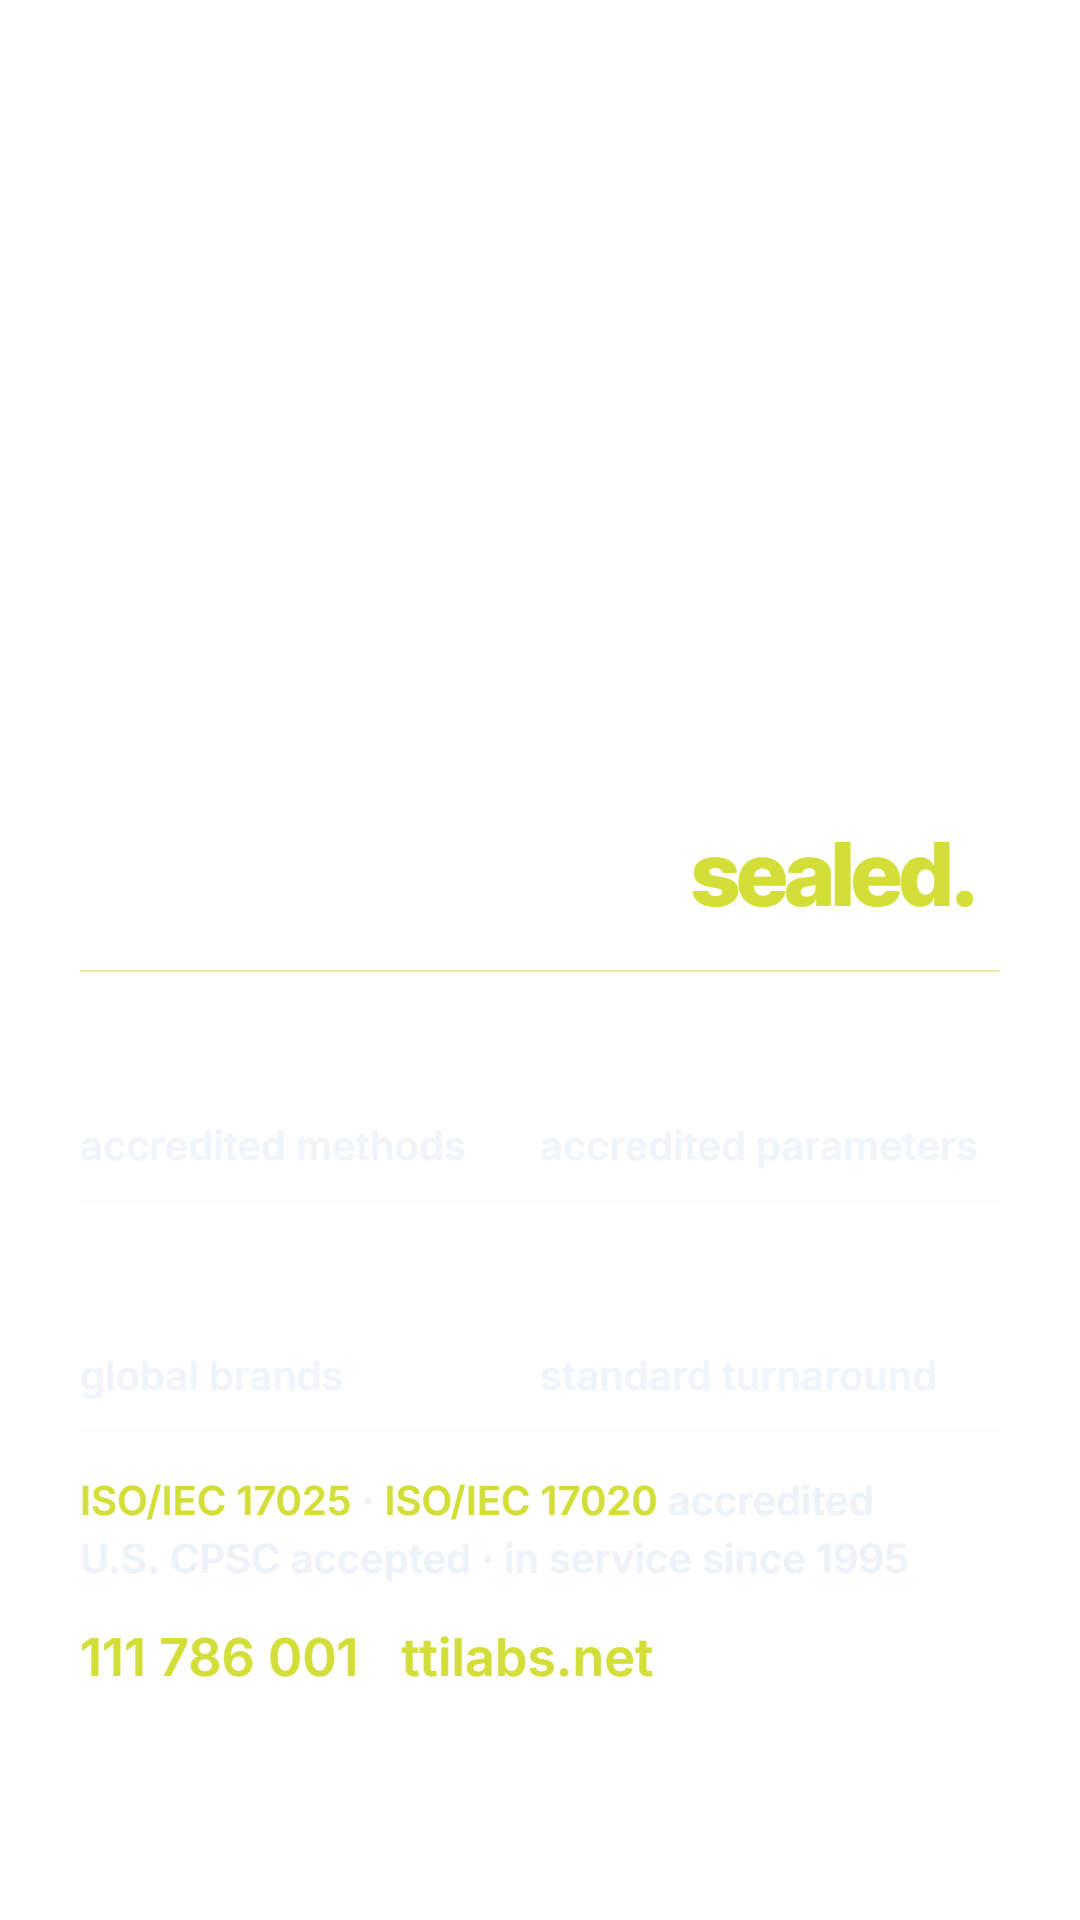 sealed.
accredited methods accredited parameters
global brands standard turnaround
ISO/IEC 17025 · ISO/IEC 17020 accredited
U.S. CPSC accepted · in service since 1995
111 786 001 ttilabs.net